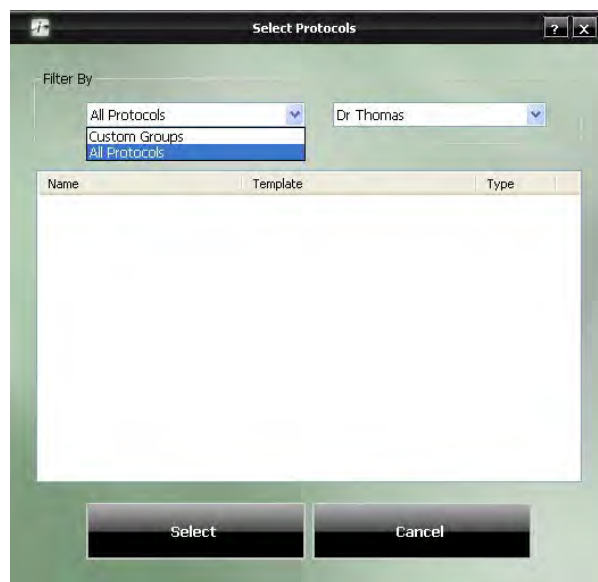 Select Protocols
? X
Filter By
All Protocols Dr Thomas
Custom Groups
All Protocols
Name Template Type
Select Cancel